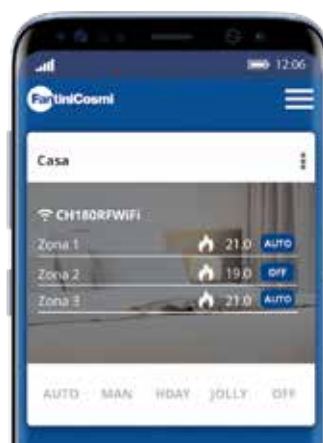 12:06
FantiniCosmi
Casa
CH180RFWiFi
Zona 1 21.0 AUTO
Zona 2 19.0 OFF
Zona 3 21.0 AUTO
AUTO MAN HDAY JOLLY OFF